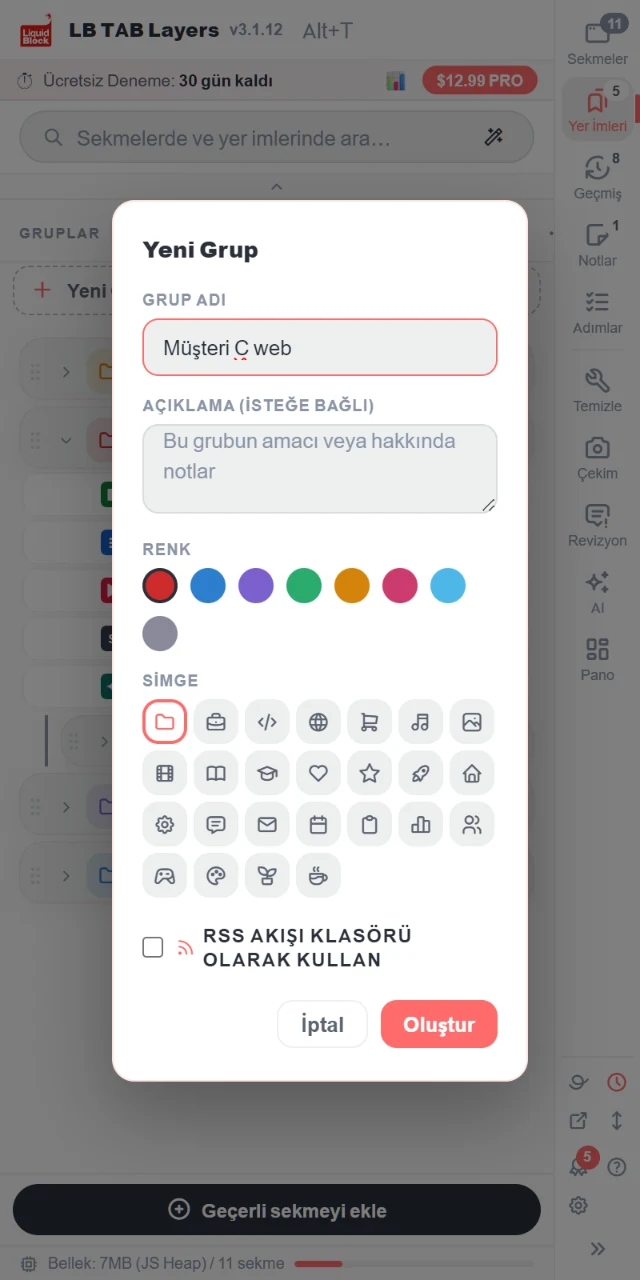 Liquid
Block
LB TAB Layers v3.1.12 Alt+T
11
Sekmeler
Ücretsiz Deneme: 30 gün kaldı
$12.99 PRO
5
Yer İmleri
Sekmelerde ve yer imlerinde ara…
8
Geçmiş
GRUPLAR
1
Notlar
Yeni
Adımlar
Temizle
Çekim
Revizyon
AI
Pano
Yeni Grup
GRUP ADI
Müşteri C web
AÇIKLAMA (İSTEĞE BAĞLI)
Bu grubun amacı veya hakkında
notlar
RENK
SİMGE
RSS AKIŞI KLASÖRÜ
OLARAK KULLAN
İptal
Oluştur
5
Geçerli sekmeyi ekle
Bellek: 7MB (JS Heap) / 11 sekme